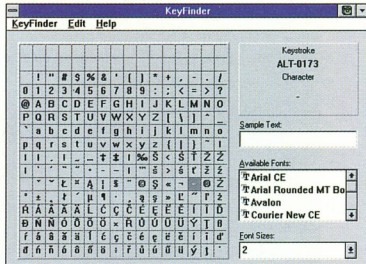 KeyFinder
KeyFinder Edit Help
! " # $ % & ' ( ) * + , - . /
0 1 2 3 4 5 6 7 8 9 : ; < = > ?
@ A B C D E F G H I J K L M N O
P Q R S T U V W X Y Z [ \ ] ^ _
` a b c d e f g h i j k l m n o
p q r s t u v w x y z { | } ~
„ … † ‡ ‰ Š ‹ Ś Ť Ž Ź
‘ ’ “ ” • – — š › ś ť ž ź
ˇ ˘ Ł ¤ Ą ¦ § ¨ © Ş « ¬ - ® Ż
° ± ˛ ł ´ µ ¶ · ¸ ą ş » Ľ ˝ ľ ż
Ŕ Á Â Ă Ä Ĺ Ć Ç Č É Ę Ë Ě Í Î Ď
Đ Ń Ň Ó Ô Ő Ö × Ř Ů Ú Ű Ü Ý Ţ ß
ŕ á â ă ä ĺ ć ç č é ę ë ě í î ď
đ ń ň ó ô ő ö ÷ ř ů ú ű ü ý ţ ˙
Keystroke
ALT-0173
Character
-
Sample Text:
Available Fonts:
Arial CE
Arial Rounded MT Bo
Avalon
Courier New CE
Font Sizes:
2